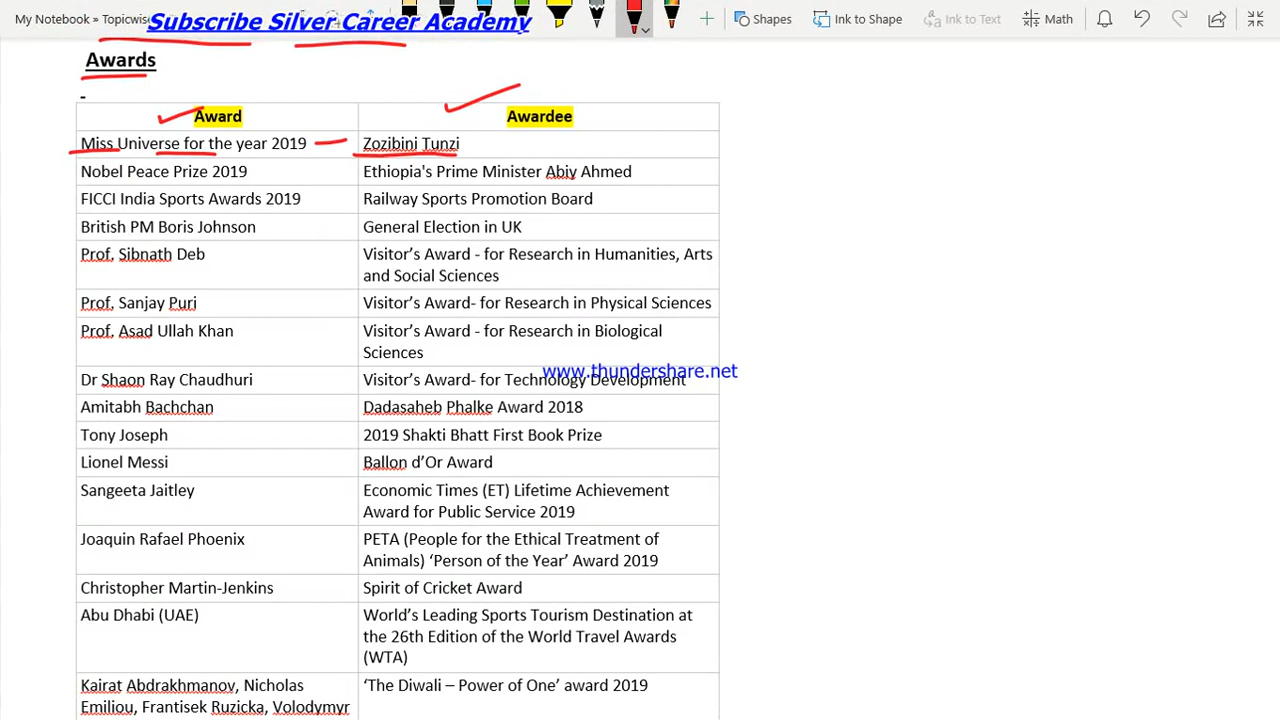 My Notebook » Topicwise
Subscribe Silver Career Academy
Shapes
Ink to Shape
Ink to Text
Math
Awards
-
Award Awardee
Miss Universe for the year 2019 Zozibini Tunzi
Nobel Peace Prize 2019 Ethiopia's Prime Minister Abiy Ahmed
FICCI India Sports Awards 2019 Railway Sports Promotion Board
British PM Boris Johnson General Election in UK
Prof. Sibnath Deb Visitor’s Award - for Research in Humanities, Arts
and Social Sciences
Prof. Sanjay Puri Visitor’s Award- for Research in Physical Sciences
Prof. Asad Ullah Khan Visitor’s Award - for Research in Biological
Sciences
www.thundershare.net
Dr Shaon Ray Chaudhuri Visitor’s Award- for Technology Development
Amitabh Bachchan Dadasaheb Phalke Award 2018
Tony Joseph 2019 Shakti Bhatt First Book Prize
Lionel Messi Ballon d’Or Award
Sangeeta Jaitley Economic Times (ET) Lifetime Achievement
Award for Public Service 2019
Joaquin Rafael Phoenix PETA (People for the Ethical Treatment of
Animals) ‘Person of the Year’ Award 2019
Christopher Martin-Jenkins Spirit of Cricket Award
Abu Dhabi (UAE) World’s Leading Sports Tourism Destination at
the 26th Edition of the World Travel Awards
(WTA)
Kairat Abdrakhmanov, Nicholas ‘The Diwali – Power of One’ award 2019
Emiliou, Frantisek Ruzicka, Volodymyr